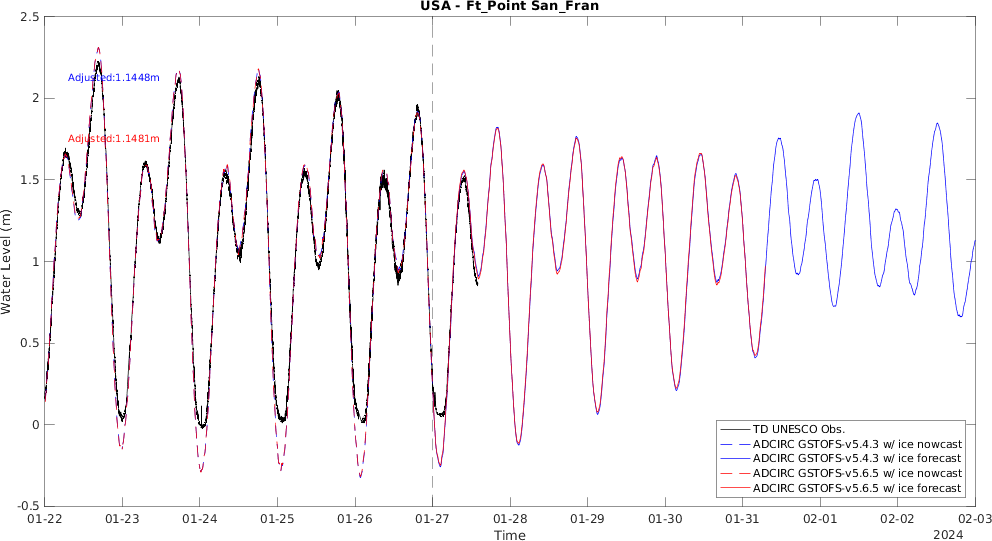 USA - Ft_Point San_Fran
2.5
2
1.5
1
0.5
0
-0.5
Water Level (m)
Adjusted:1.1448m
Adjusted:1.1481m
TD UNESCO Obs.
ADCIRC GSTOFS-v5.4.3 w/ ice nowcast
ADCIRC GSTOFS-v5.4.3 w/ ice forecast
ADCIRC GSTOFS-v5.6.5 w/ ice nowcast
ADCIRC GSTOFS-v5.6.5 w/ ice forecast
01-22 01-23 01-24 01-25 01-26 01-27 01-28 01-29 01-30 01-31 02-01 02-02 02-03
Time
2024